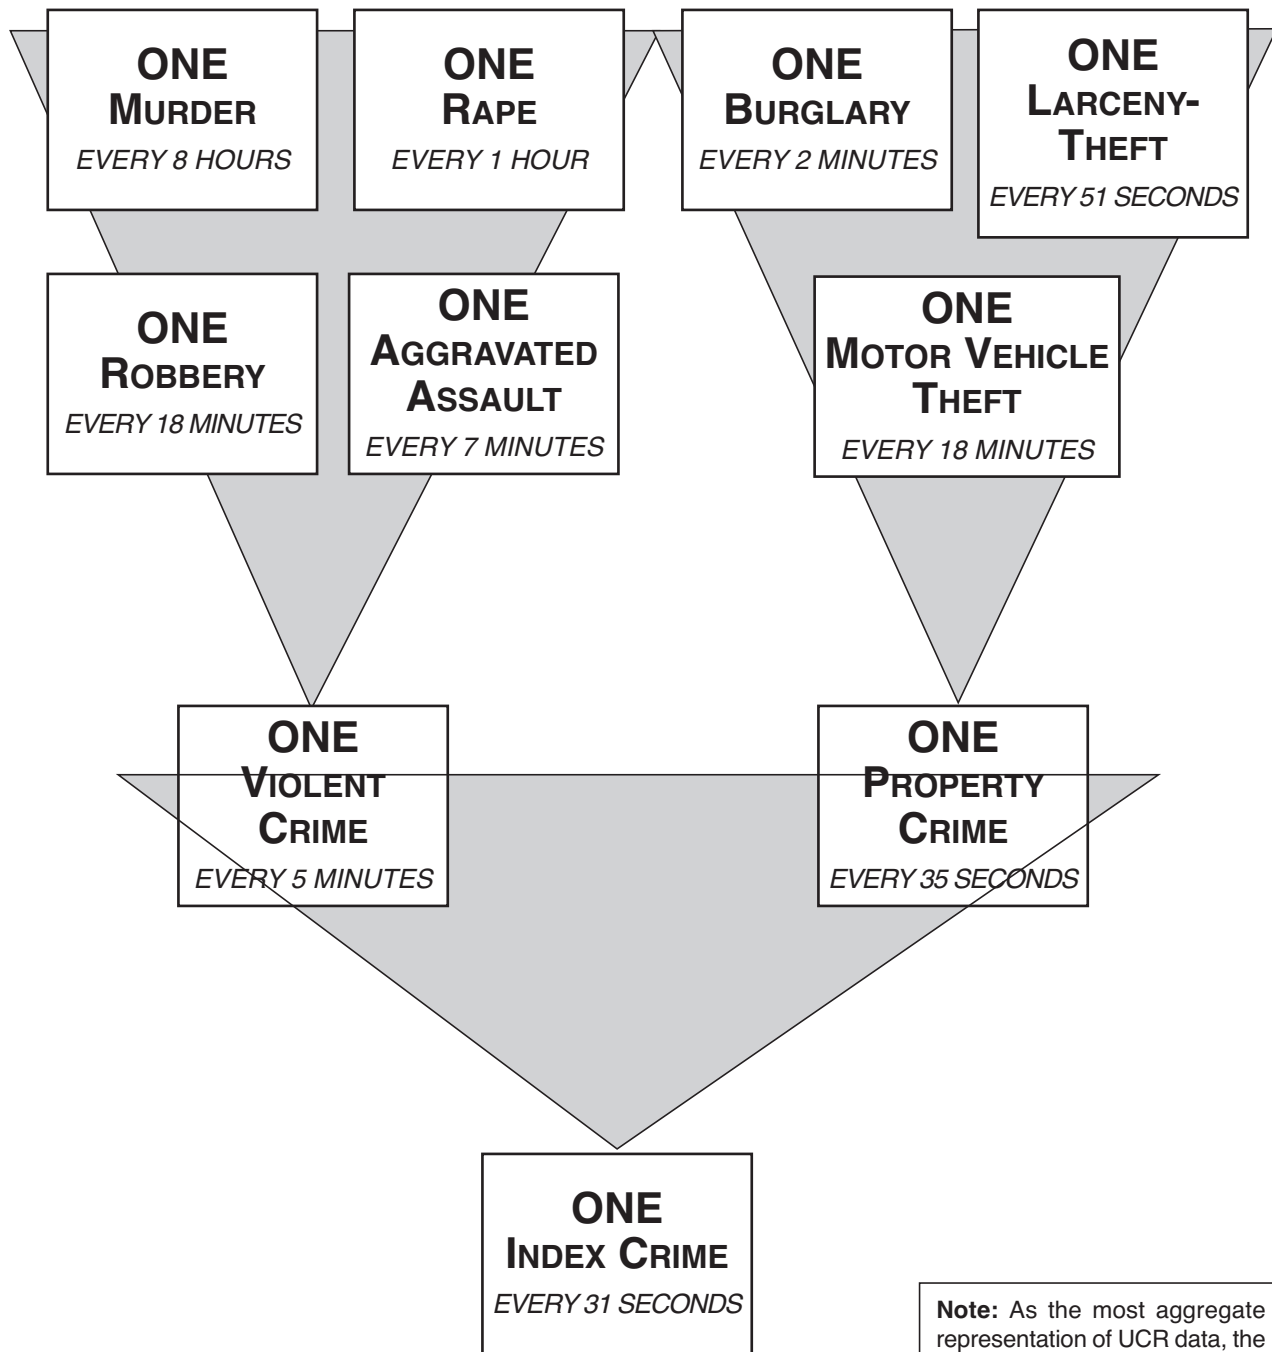 ONE
MURDER
EVERY 8 HOURS
ONE
RAPE
EVERY 1 HOUR
ONE
BURGLARY
EVERY 2 MINUTES
ONE
LARCENY-
THEFT
EVERY 51 SECONDS
ONE
ROBBERY
EVERY 18 MINUTES
ONE
AGGRAVATED
ASSAULT
EVERY 7 MINUTES
ONE
MOTOR VEHICLE
THEFT
EVERY 18 MINUTES
ONE
VIOLENT
CRIME
EVERY 5 MINUTES
ONE
PROPERTY
CRIME
EVERY 35 SECONDS
ONE
INDEX CRIME
EVERY 31 SECONDS
Note: As the most aggregate
representation of UCR data, the